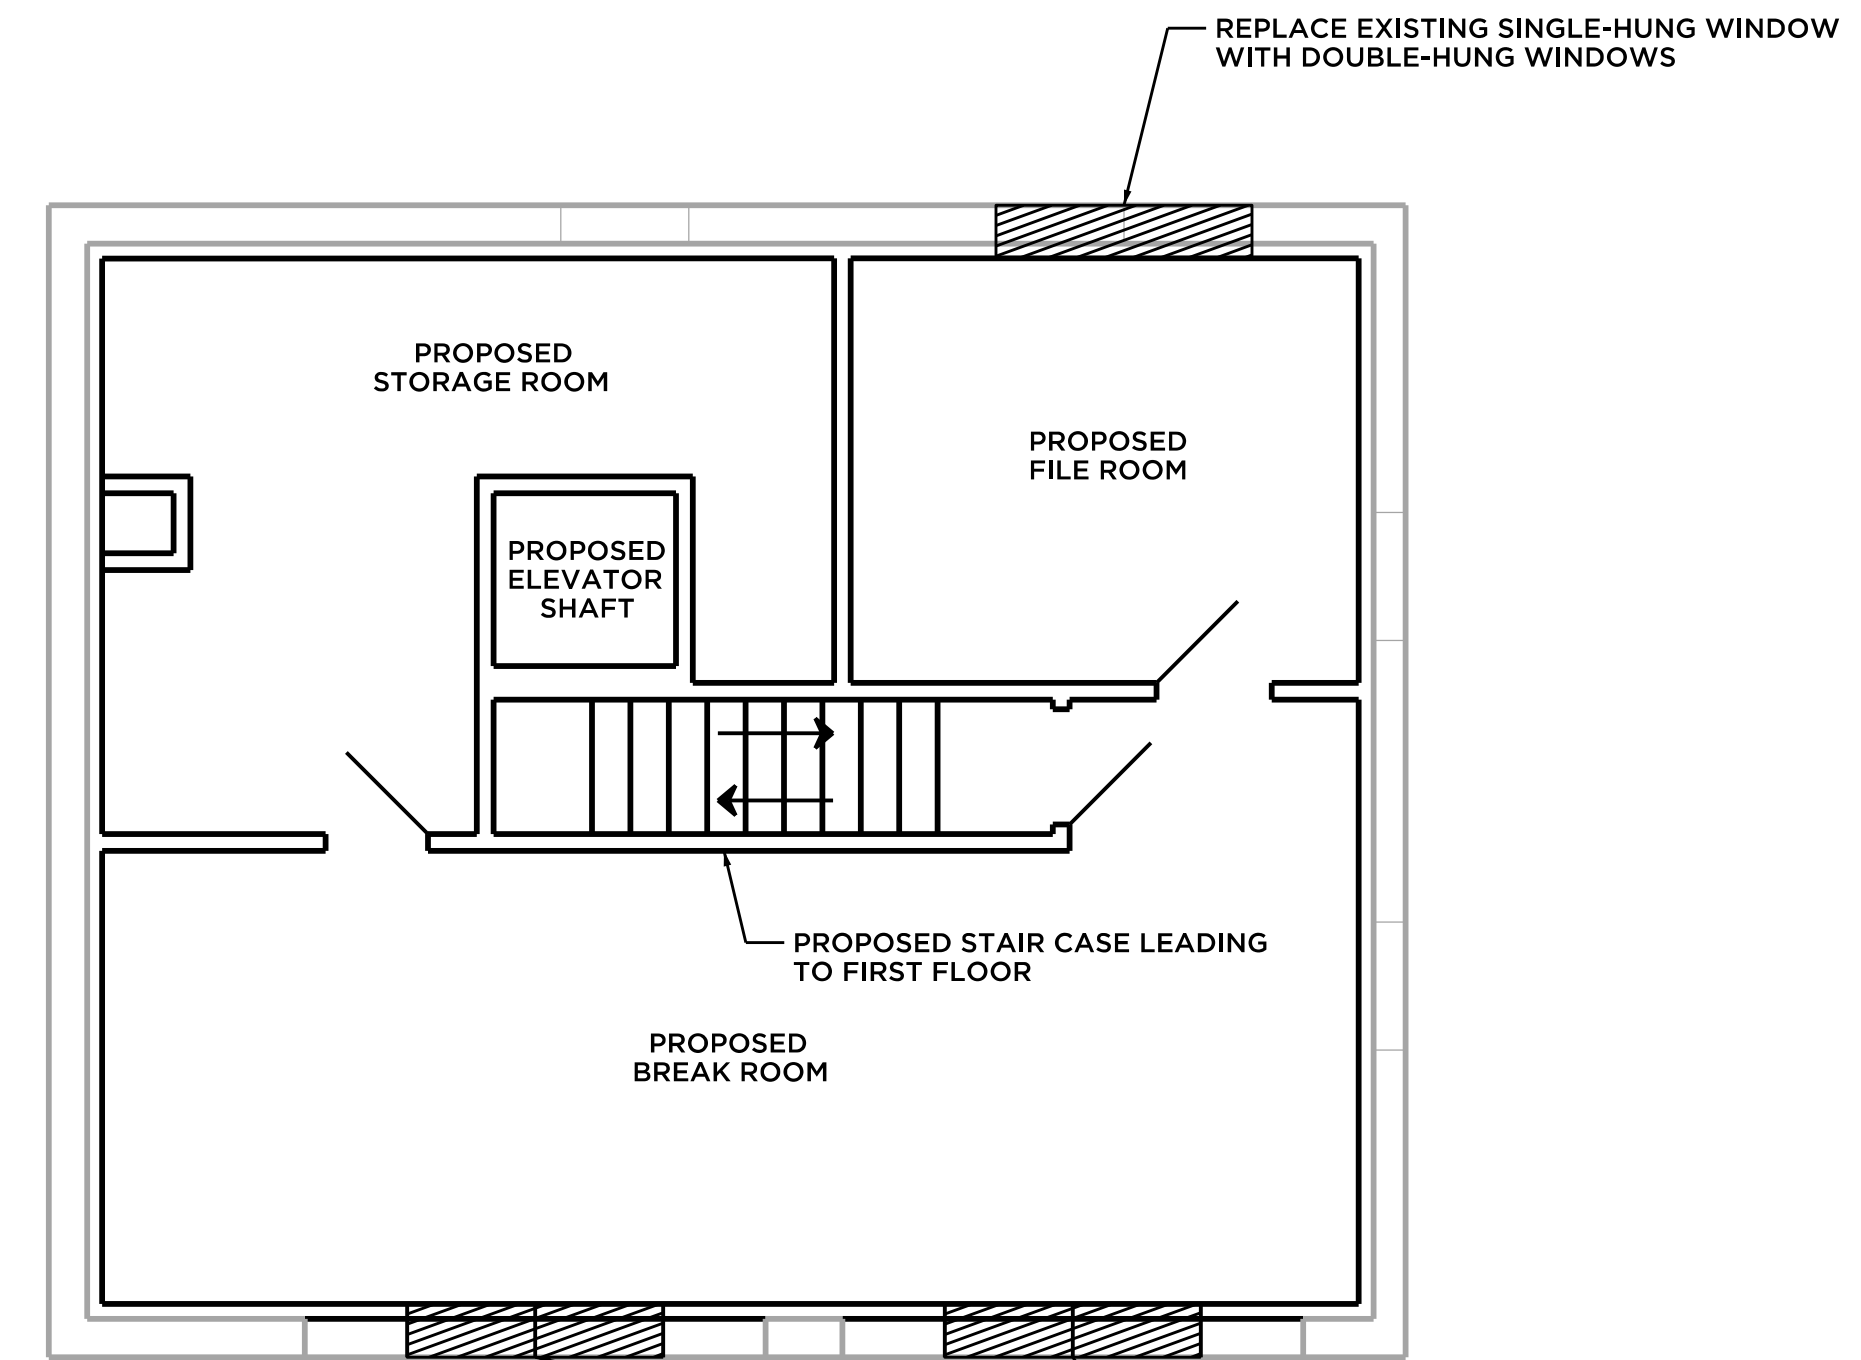 REPLACE EXISTING SINGLE-HUNG WINDOW
WITH DOUBLE-HUNG WINDOWS
PROPOSED
STORAGE ROOM
PROPOSED
FILE ROOM
PROPOSED
ELEVATOR
SHAFT
PROPOSED STAIR CASE LEADING
TO FIRST FLOOR
PROPOSED
BREAK ROOM